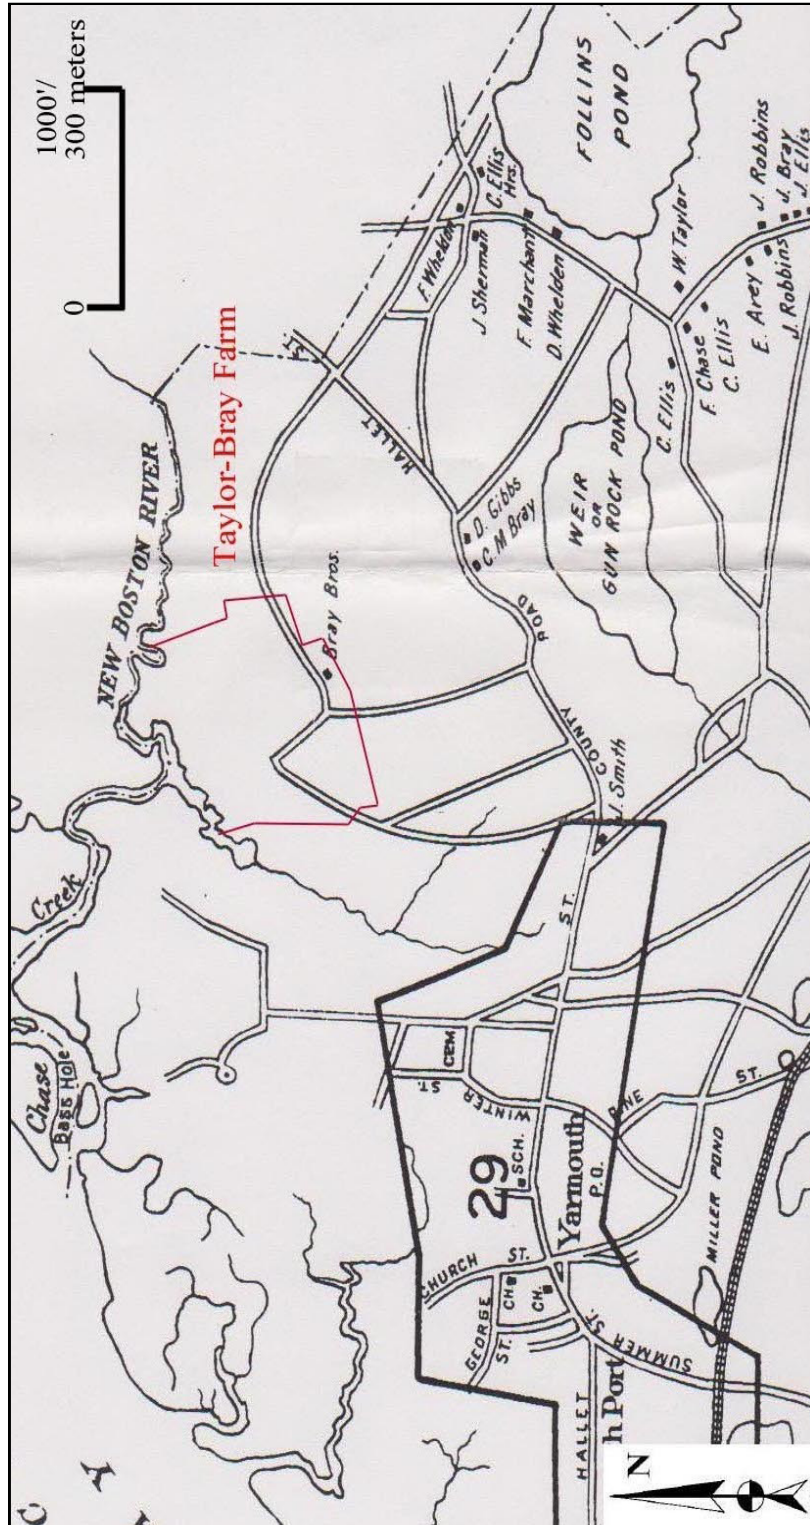 1000'/
300 meters
0
Taylor-Bray Farm
NEW BOSTON RIVER
Creek
Chase
Bass Hole
C A
FOLLINS
POND
F. Wheldon
C. Ellis
Hrs.
J. Sherman
F. Marchant
D. Whelden
W. Taylor
J. Robbins
J. Bray
J. Ellis
E. Arey
J. Robbins
C. Ellis
F. Chase
C. Ellis
HALLET
ST.
D. Gibbs
C. M Bray
WEIR
OR
GUN ROCK POND
Bray Bros.
COUNTY
ROAD
J. Smith
ST.
CEM.
WINTER
ST.
29
SCH.
Yarmouth
P.O.
PINE
ST.
CHURCH
ST.
GEORGE
ST.
CH.
CH.
MILLER POND
SUMMER
ST.
HALLET
h Port
N